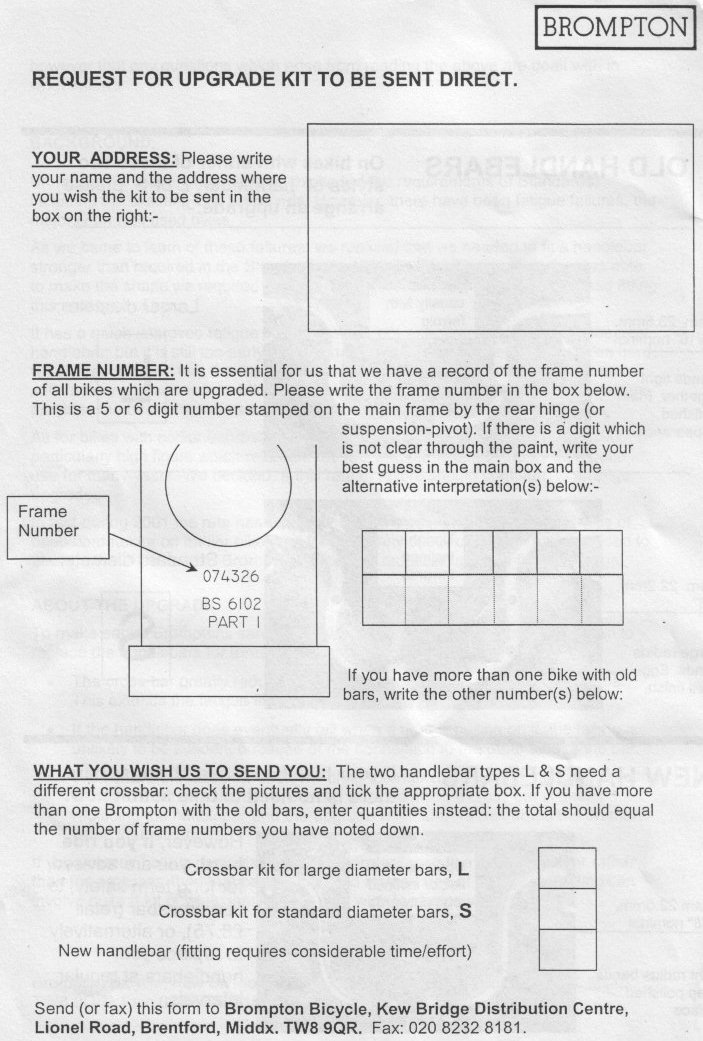 BROMPTON
REQUEST FOR UPGRADE KIT TO BE SENT DIRECT.
YOUR ADDRESS: Please write
your name and the address where
you wish the kit to be sent in the
box on the right:-
FRAME NUMBER: It is essential for us that we have a record of the frame number
of all bikes which are upgraded. Please write the frame number in the box below.
This is a 5 or 6 digit number stamped on the main frame by the rear hinge (or
suspension-pivot). If there is a digit which
is not clear through the paint, write your
best guess in the main box and the
alternative interpretation(s) below:-
Frame
Number
074326
BS 6102
PART 1
If you have more than one bike with old
bars, write the other number(s) below:
WHAT YOU WISH US TO SEND YOU: The two handlebar types L & S need a
different crossbar: check the pictures and tick the appropriate box. If you have more
than one Brompton with the old bars, enter quantities instead: the total should equal
the number of frame numbers you have noted down.
Crossbar kit for large diameter bars, L
Crossbar kit for standard diameter bars, S
New handlebar (fitting requires considerable time/effort)
Send (or fax) this form to Brompton Bicycle, Kew Bridge Distribution Centre,
Lionel Road, Brentford, Middx. TW8 9QR. Fax: 020 8232 8181.
OLD HANDLEBARS